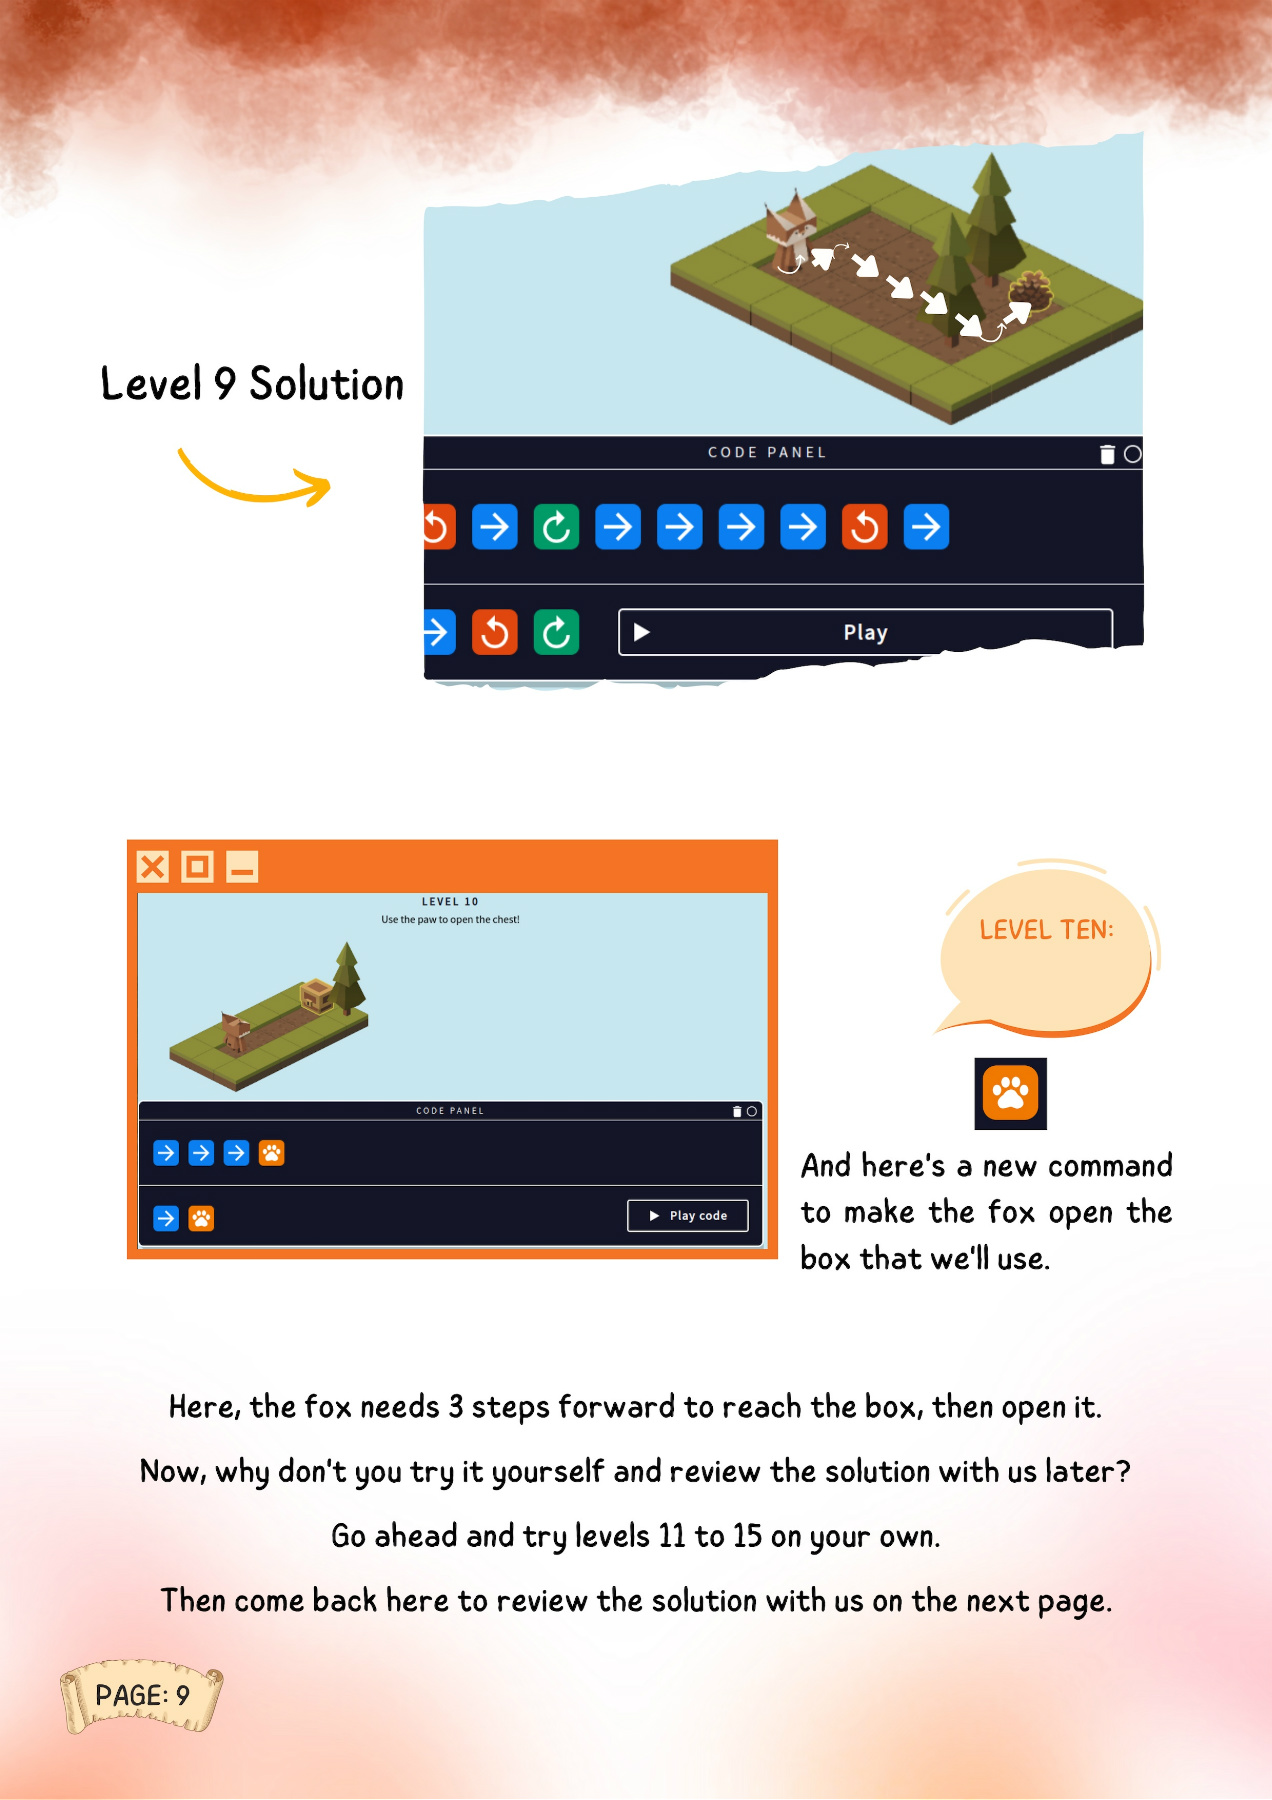 Level 9 Solution
CODE PANEL
Play
LEVEL 10
Use the paw to open the chest!
CODE PANEL
Play code
LEVEL TEN:
And here's a new command
to make the fox open the
box that we'll use.
Here, the fox needs 3 steps forward to reach the box, then open it.
Now, why don't you try it yourself and review the solution with us later?
Go ahead and try levels 11 to 15 on your own.
Then come back here to review the solution with us on the next page.
PAGE: 9